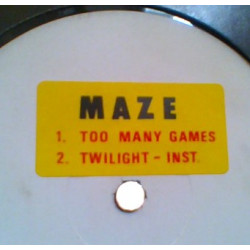 MAZE
1. TOO MANY GAMES
2. TWILIGHT - INST.